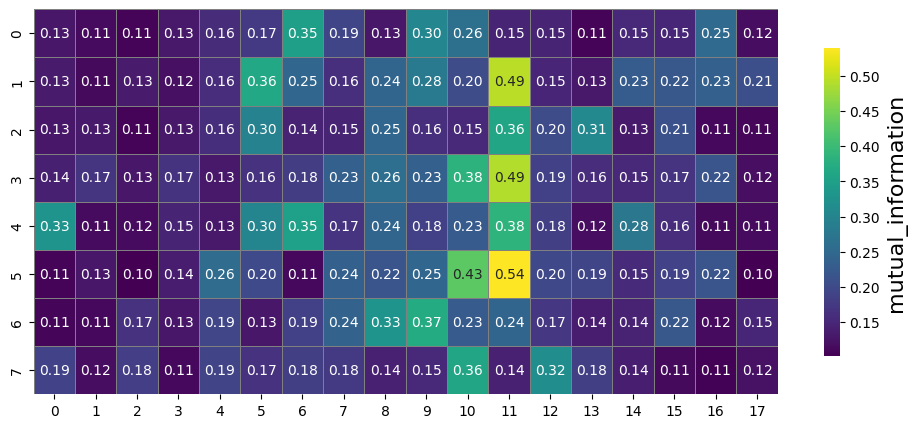 0 0.13 0.11 0.11 0.13 0.16 0.17 0.35 0.19 0.13 0.30 0.26 0.15 0.15 0.11 0.15 0.15 0.25 0.12
1 0.13 0.11 0.13 0.12 0.16 0.36 0.25 0.16 0.24 0.28 0.20 0.49 0.15 0.13 0.23 0.22 0.23 0.21
2 0.13 0.13 0.11 0.13 0.16 0.30 0.14 0.15 0.25 0.16 0.15 0.36 0.20 0.31 0.13 0.21 0.11 0.11
3 0.14 0.17 0.13 0.17 0.13 0.16 0.18 0.23 0.26 0.23 0.38 0.49 0.19 0.16 0.15 0.17 0.22 0.12
4 0.33 0.11 0.12 0.15 0.13 0.30 0.35 0.17 0.24 0.18 0.23 0.38 0.18 0.12 0.28 0.16 0.11 0.11
5 0.11 0.13 0.10 0.14 0.26 0.20 0.11 0.24 0.22 0.25 0.43 0.54 0.20 0.19 0.15 0.19 0.22 0.10
6 0.11 0.11 0.17 0.13 0.19 0.13 0.19 0.24 0.33 0.37 0.23 0.24 0.17 0.14 0.14 0.22 0.12 0.15
7 0.19 0.12 0.18 0.11 0.19 0.17 0.18 0.18 0.14 0.15 0.36 0.14 0.32 0.18 0.14 0.11 0.11 0.12
0 1 2 3 4 5 6 7 8 9 10 11 12 13 14 15 16 17
0.50
0.45
0.40
0.35
0.30
0.25
0.20
0.15
mutual_information